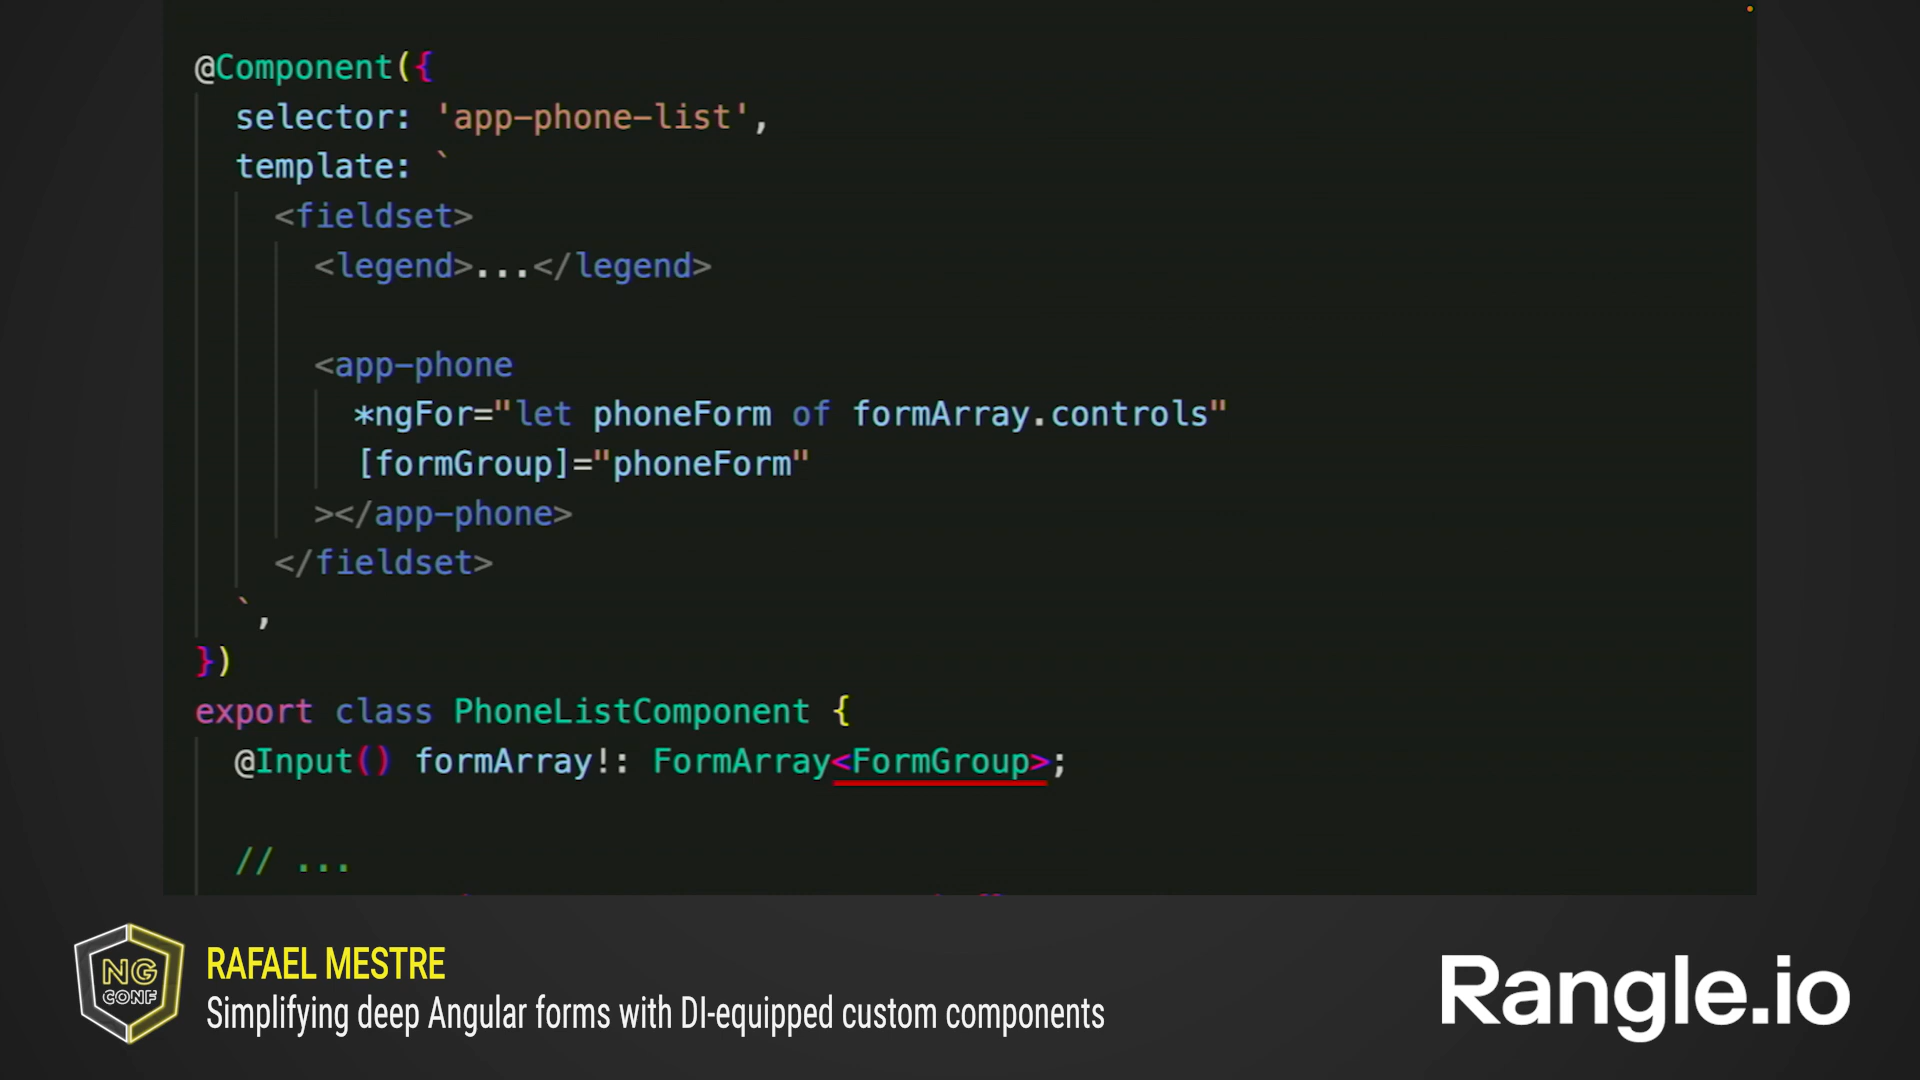 @Component({
selector: 'app-phone-list',
template: `
<fieldset>
<legend>...</legend>
<app-phone
*ngFor="let phoneForm of formArray.controls"
[formGroup]="phoneForm"
></app-phone>
</fieldset>
`,
})
export class PhoneListComponent {
@Input() formArray!: FormArray<FormGroup>;
// ...
NG
CONF
RAFAEL MESTRE
Simplifying deep Angular forms with DI-equipped custom components
Rangle.io